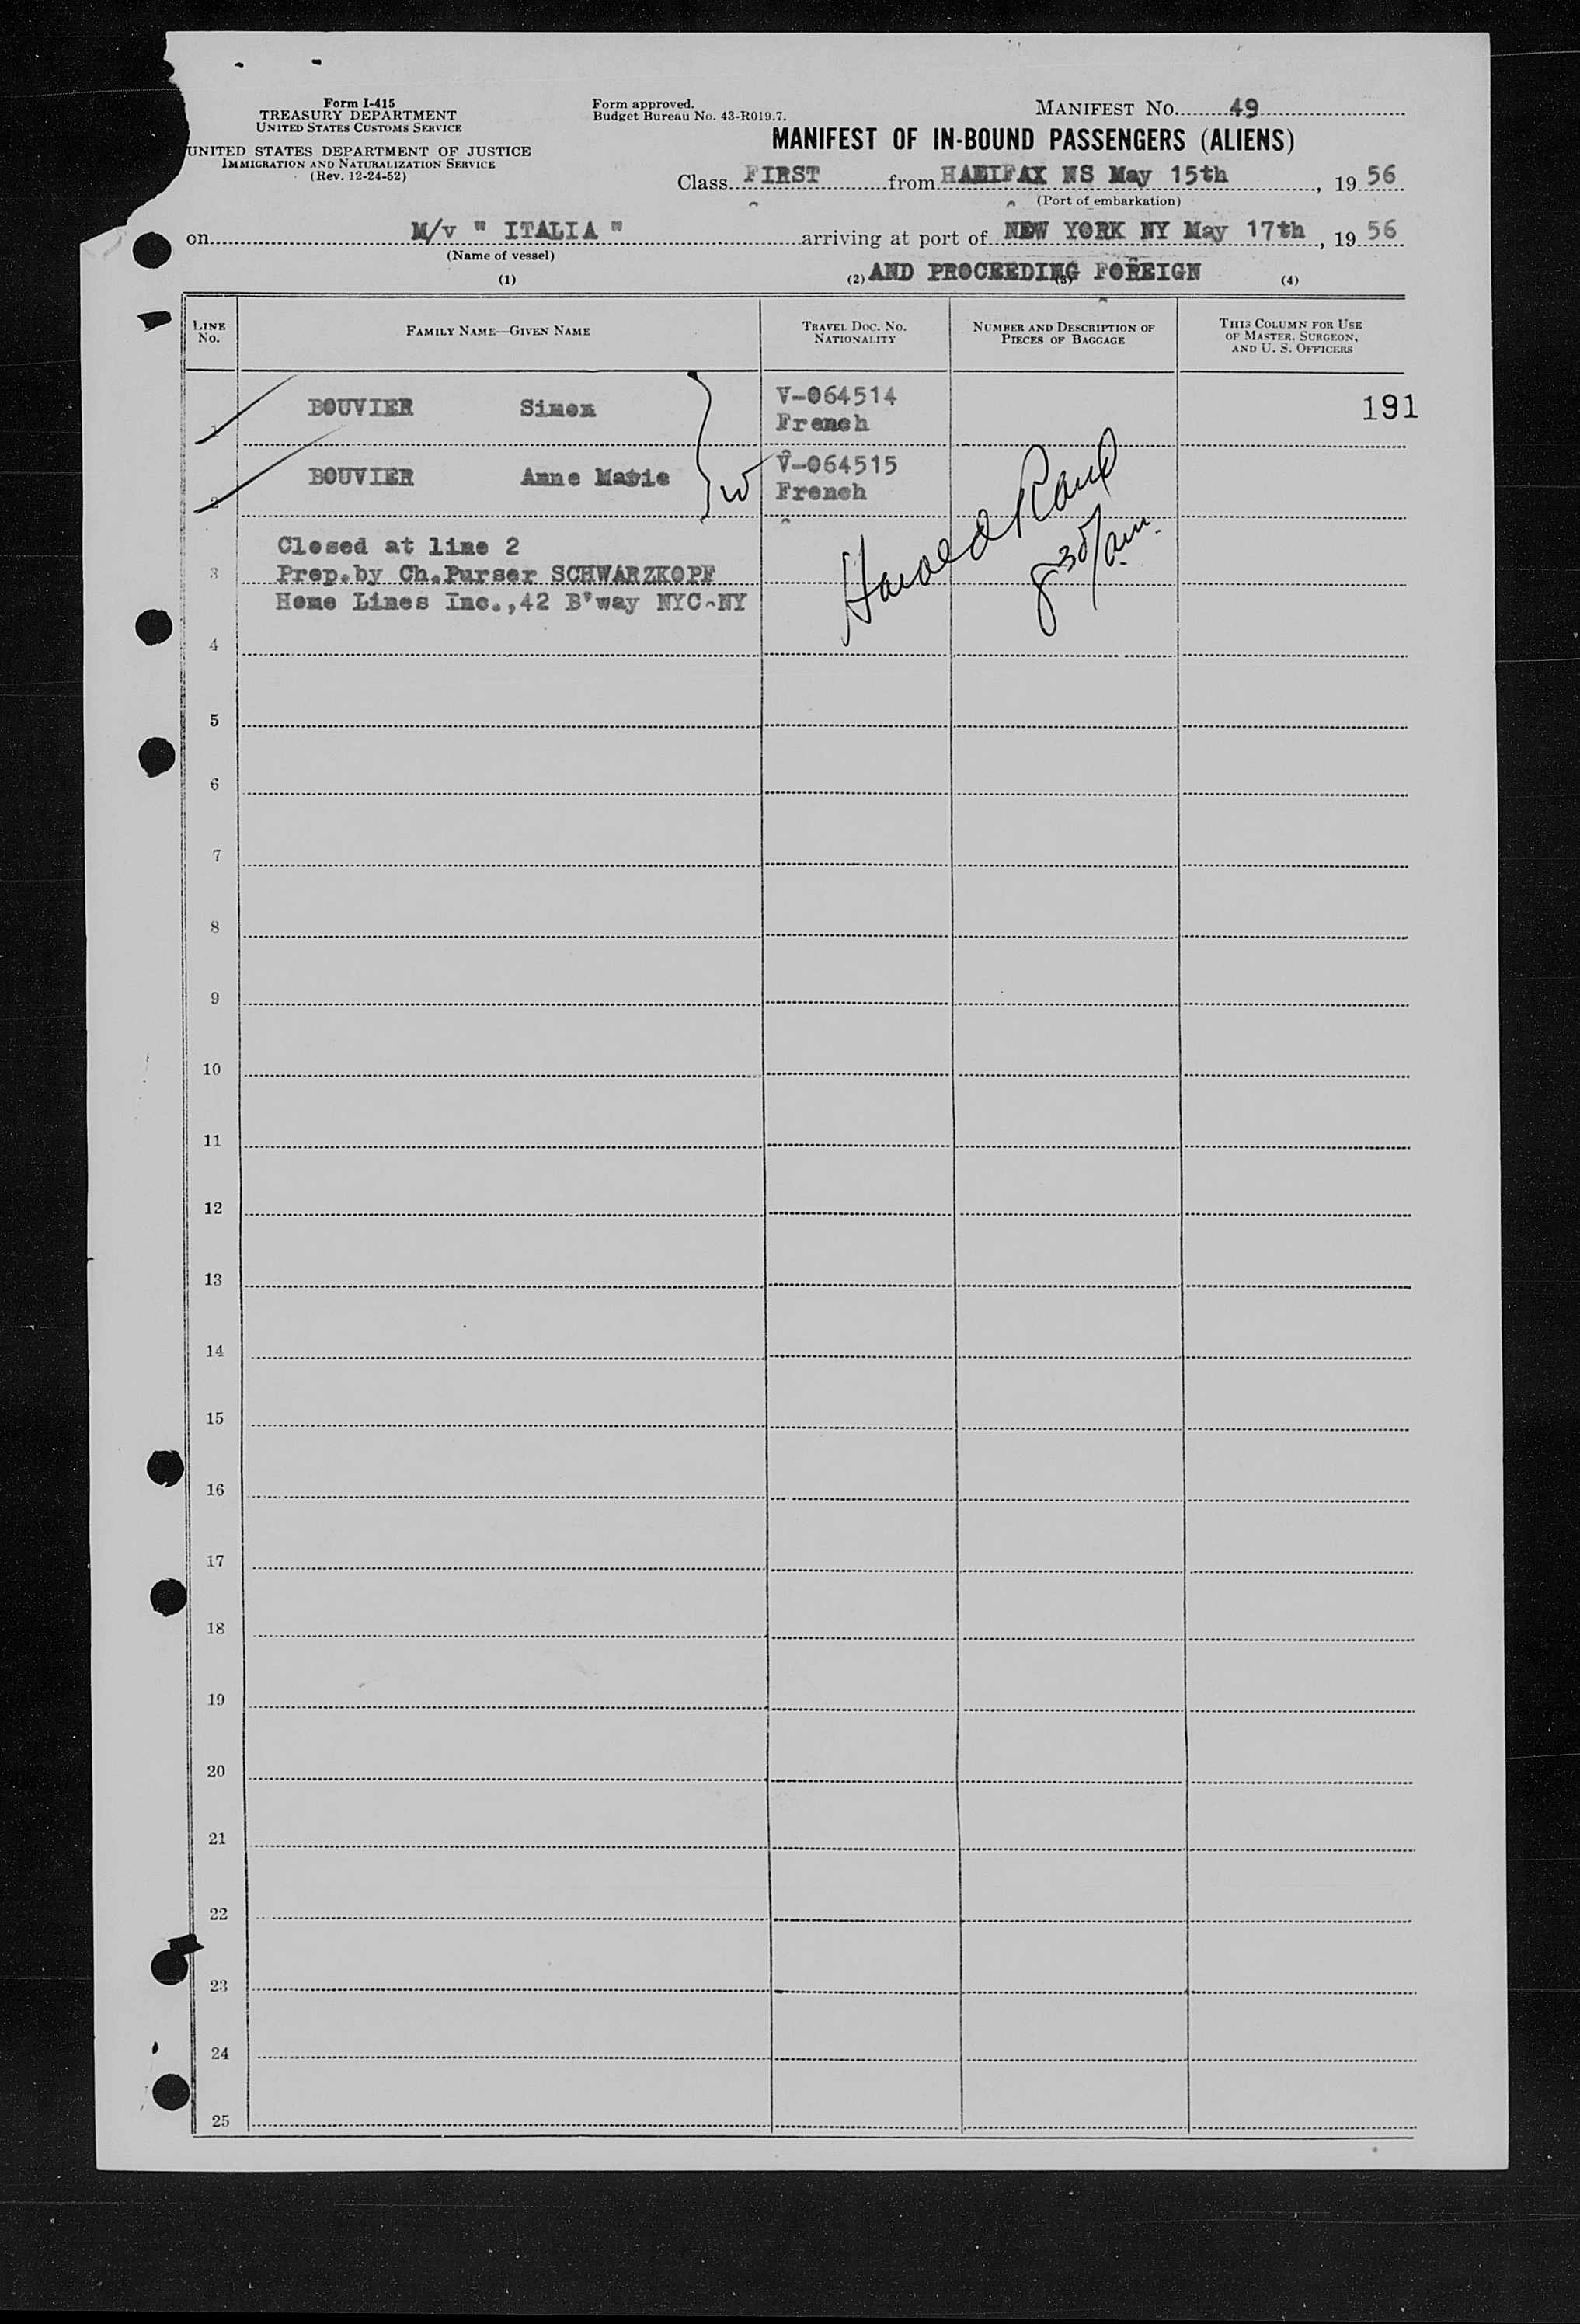 Form I-415
TREASURY DEPARTMENT
UNITED STATES CUSTOMS SERVICE
UNITED STATES DEPARTMENT OF JUSTICE
IMMIGRATION AND NATURALIZATION SERVICE
(Rev. 12-24-52)
Form approved.
Budget Bureau No. 43-R019.7.
MANIFEST NO. 49
MANIFEST OF IN-BOUND PASSENGERS (ALIENS)
Class FIRST from HALIFAX NS May 15th, 19 56
(Port of embarkation)
on M/v " ITALIA " arriving at port of NEW YORK NY May 17th, 19 56
(Name of vessel)
AND PROCEEDING FOREIGN
(1) (2) (3) (4)
LINE NO.
FAMILY NAME—GIVEN NAME
TRAVEL DOC. NO.
NATIONALITY
NUMBER AND DESCRIPTION OF
PIECES OF BAGGAGE
THIS COLUMN FOR USE
OF MASTER, SURGEON,
AND U. S. OFFICERS
1 BOUVIER Simon V-064514 French 191
2 BOUVIER Anne Marie W V-064515 French
Closed at line 2
3 Prep.by Ch.Purser SCHWARZKOPF
Home Lines Inc.,42 B'way NYC-NY
Harold
8 30/am.
4
5
6
7
8
9
10
11
12
13
14
15
16
17
18
19
20
21
22
23
24
25